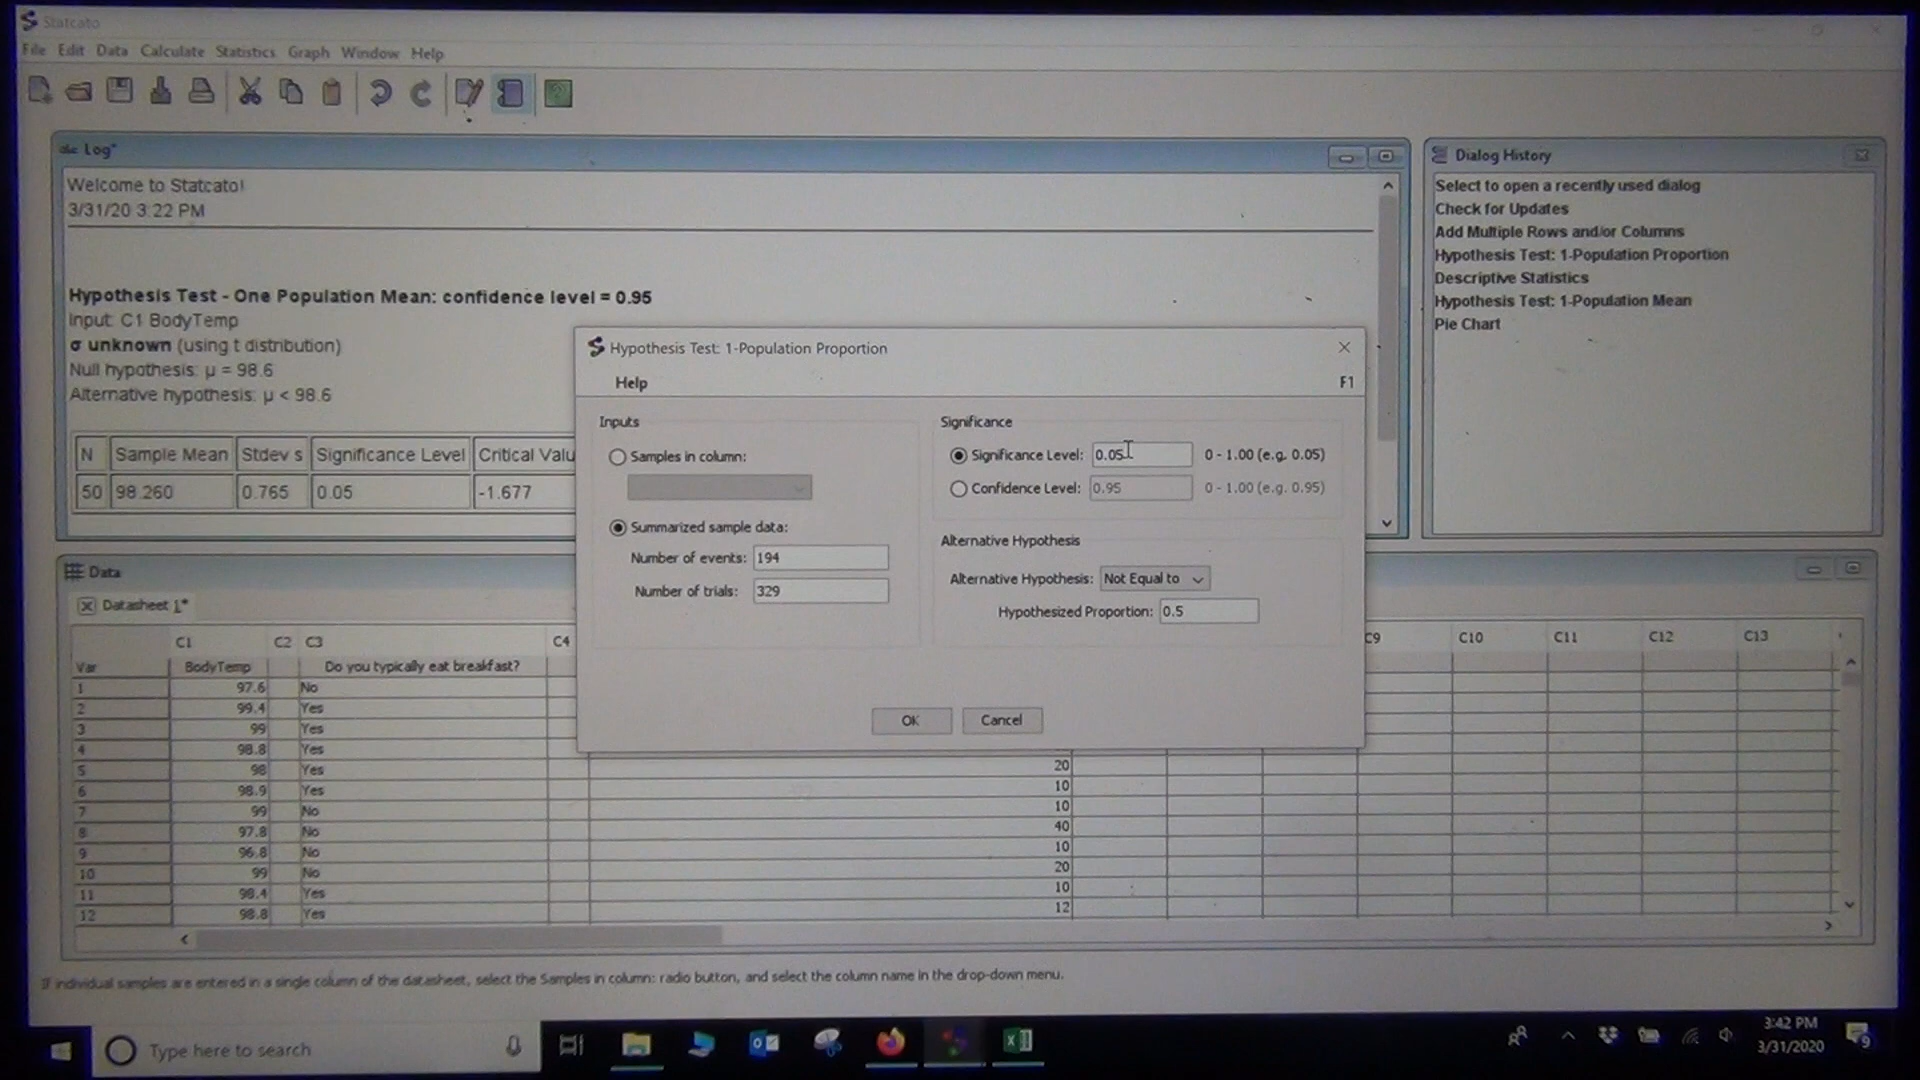 Statcato
File Edit Data Calculate Statistics Graph Window Help
Log*
Welcome to Statcato!
3/31/20 3:22 PM
Hypothesis Test - One Population Mean: confidence level = 0.95
Input: C1 BodyTemp
σ unknown (using t distribution)
Null hypothesis: μ = 98.6
Alternative hypothesis: μ < 98.6
N Sample Mean Stdev s Significance Level Critical Valu
50 98.260 0.765 0.05 -1.677
Dialog History
Select to open a recently used dialog
Check for Updates
Add Multiple Rows and/or Columns
Hypothesis Test: 1-Population Proportion
Descriptive Statistics
Hypothesis Test: 1-Population Mean
Pie Chart
Hypothesis Test: 1-Population Proportion
Help F1
Inputs
Samples in column:
Summarized sample data:
Number of events: 194
Number of trials: 329
Significance
Significance Level: 0.05 0 - 1.00 (e.g. 0.05)
Confidence Level: 0.95 0 - 1.00 (e.g. 0.95)
Alternative Hypothesis
Alternative Hypothesis: Not Equal to
Hypothesized Proportion: 0.5
OK Cancel
Data
Datasheet 1*
C1 C2 C3 C4 C9 C10 C11 C12 C13
Var BodyTemp Do you typically eat breakfast?
1 97.6 No
2 99.4 Yes
3 99 Yes
4 98.8 Yes
5 98 Yes 20
6 98.9 Yes 10
7 99 No 10
8 97.8 No 40
9 96.8 No 10
10 99 No 20
11 98.4 Yes 10
12 98.8 Yes 12
If individual samples are entered in a single column of the datasheet, select the Samples in column: radio button, and select the column name in the drop-down menu.
Type here to search
3:42 PM
3/31/2020
9